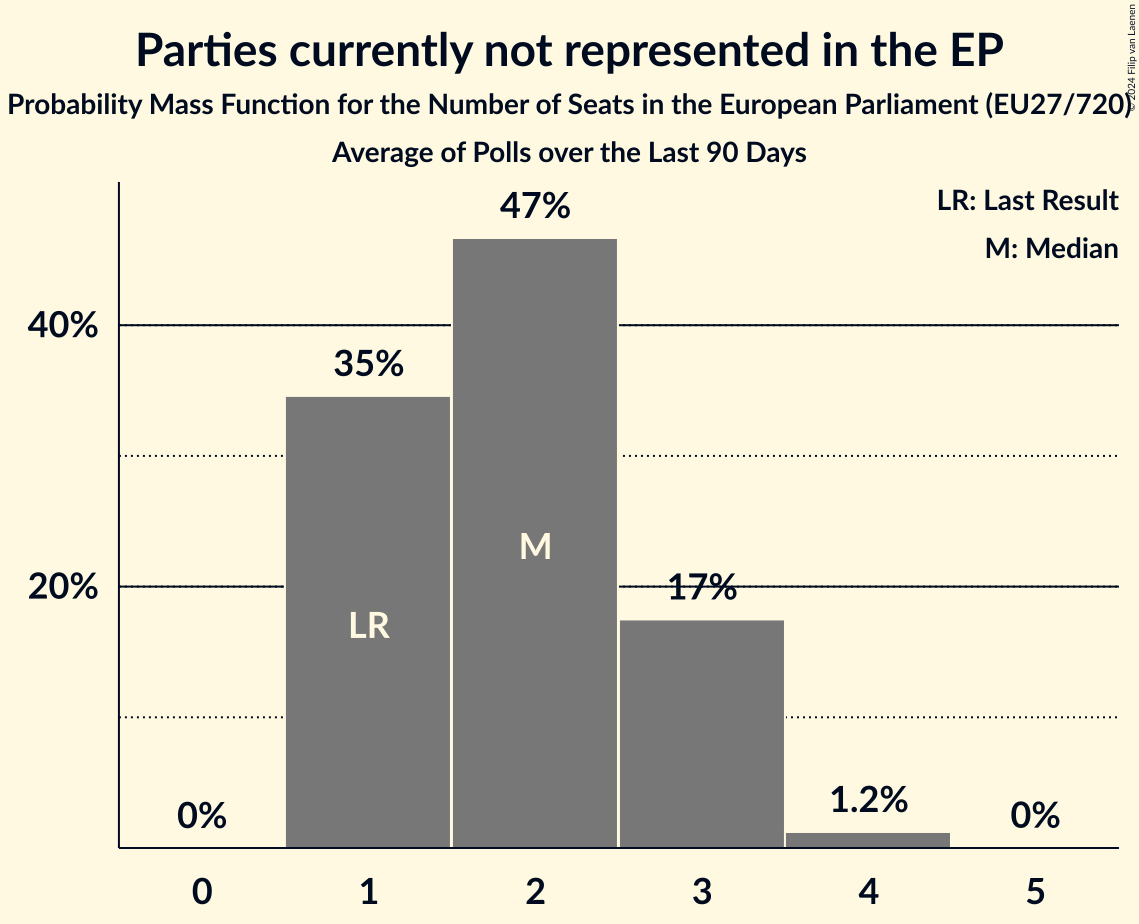 Parties currently not represented in the EP
Probability Mass Function for the Number of Seats in the European Parliament (EU27/720)
Average of Polls over the Last 90 Days
© 2024 Filip van Laenen
LR: Last Result
M: Median
47%
40%
35%
M
20%
17%
LR
0%
1.2%
0%
0 1 2 3 4 5